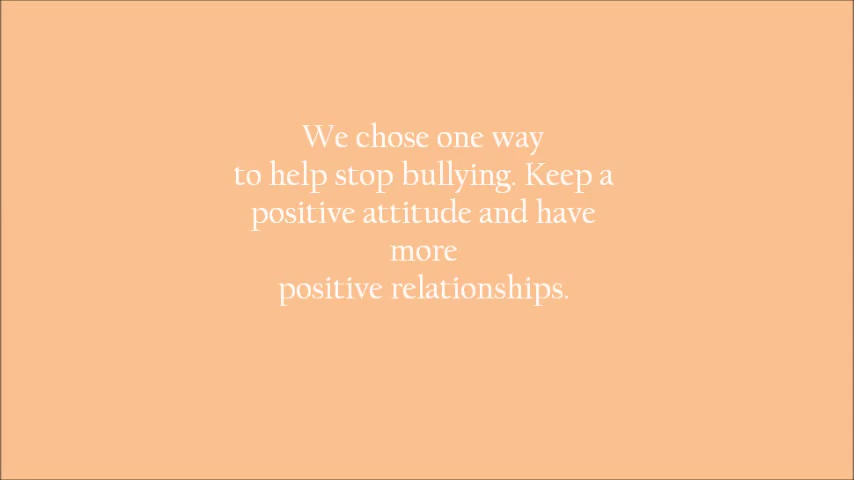 We chose one way
to help stop bullying. Keep a
positive attitude and have
more
positive relationships.